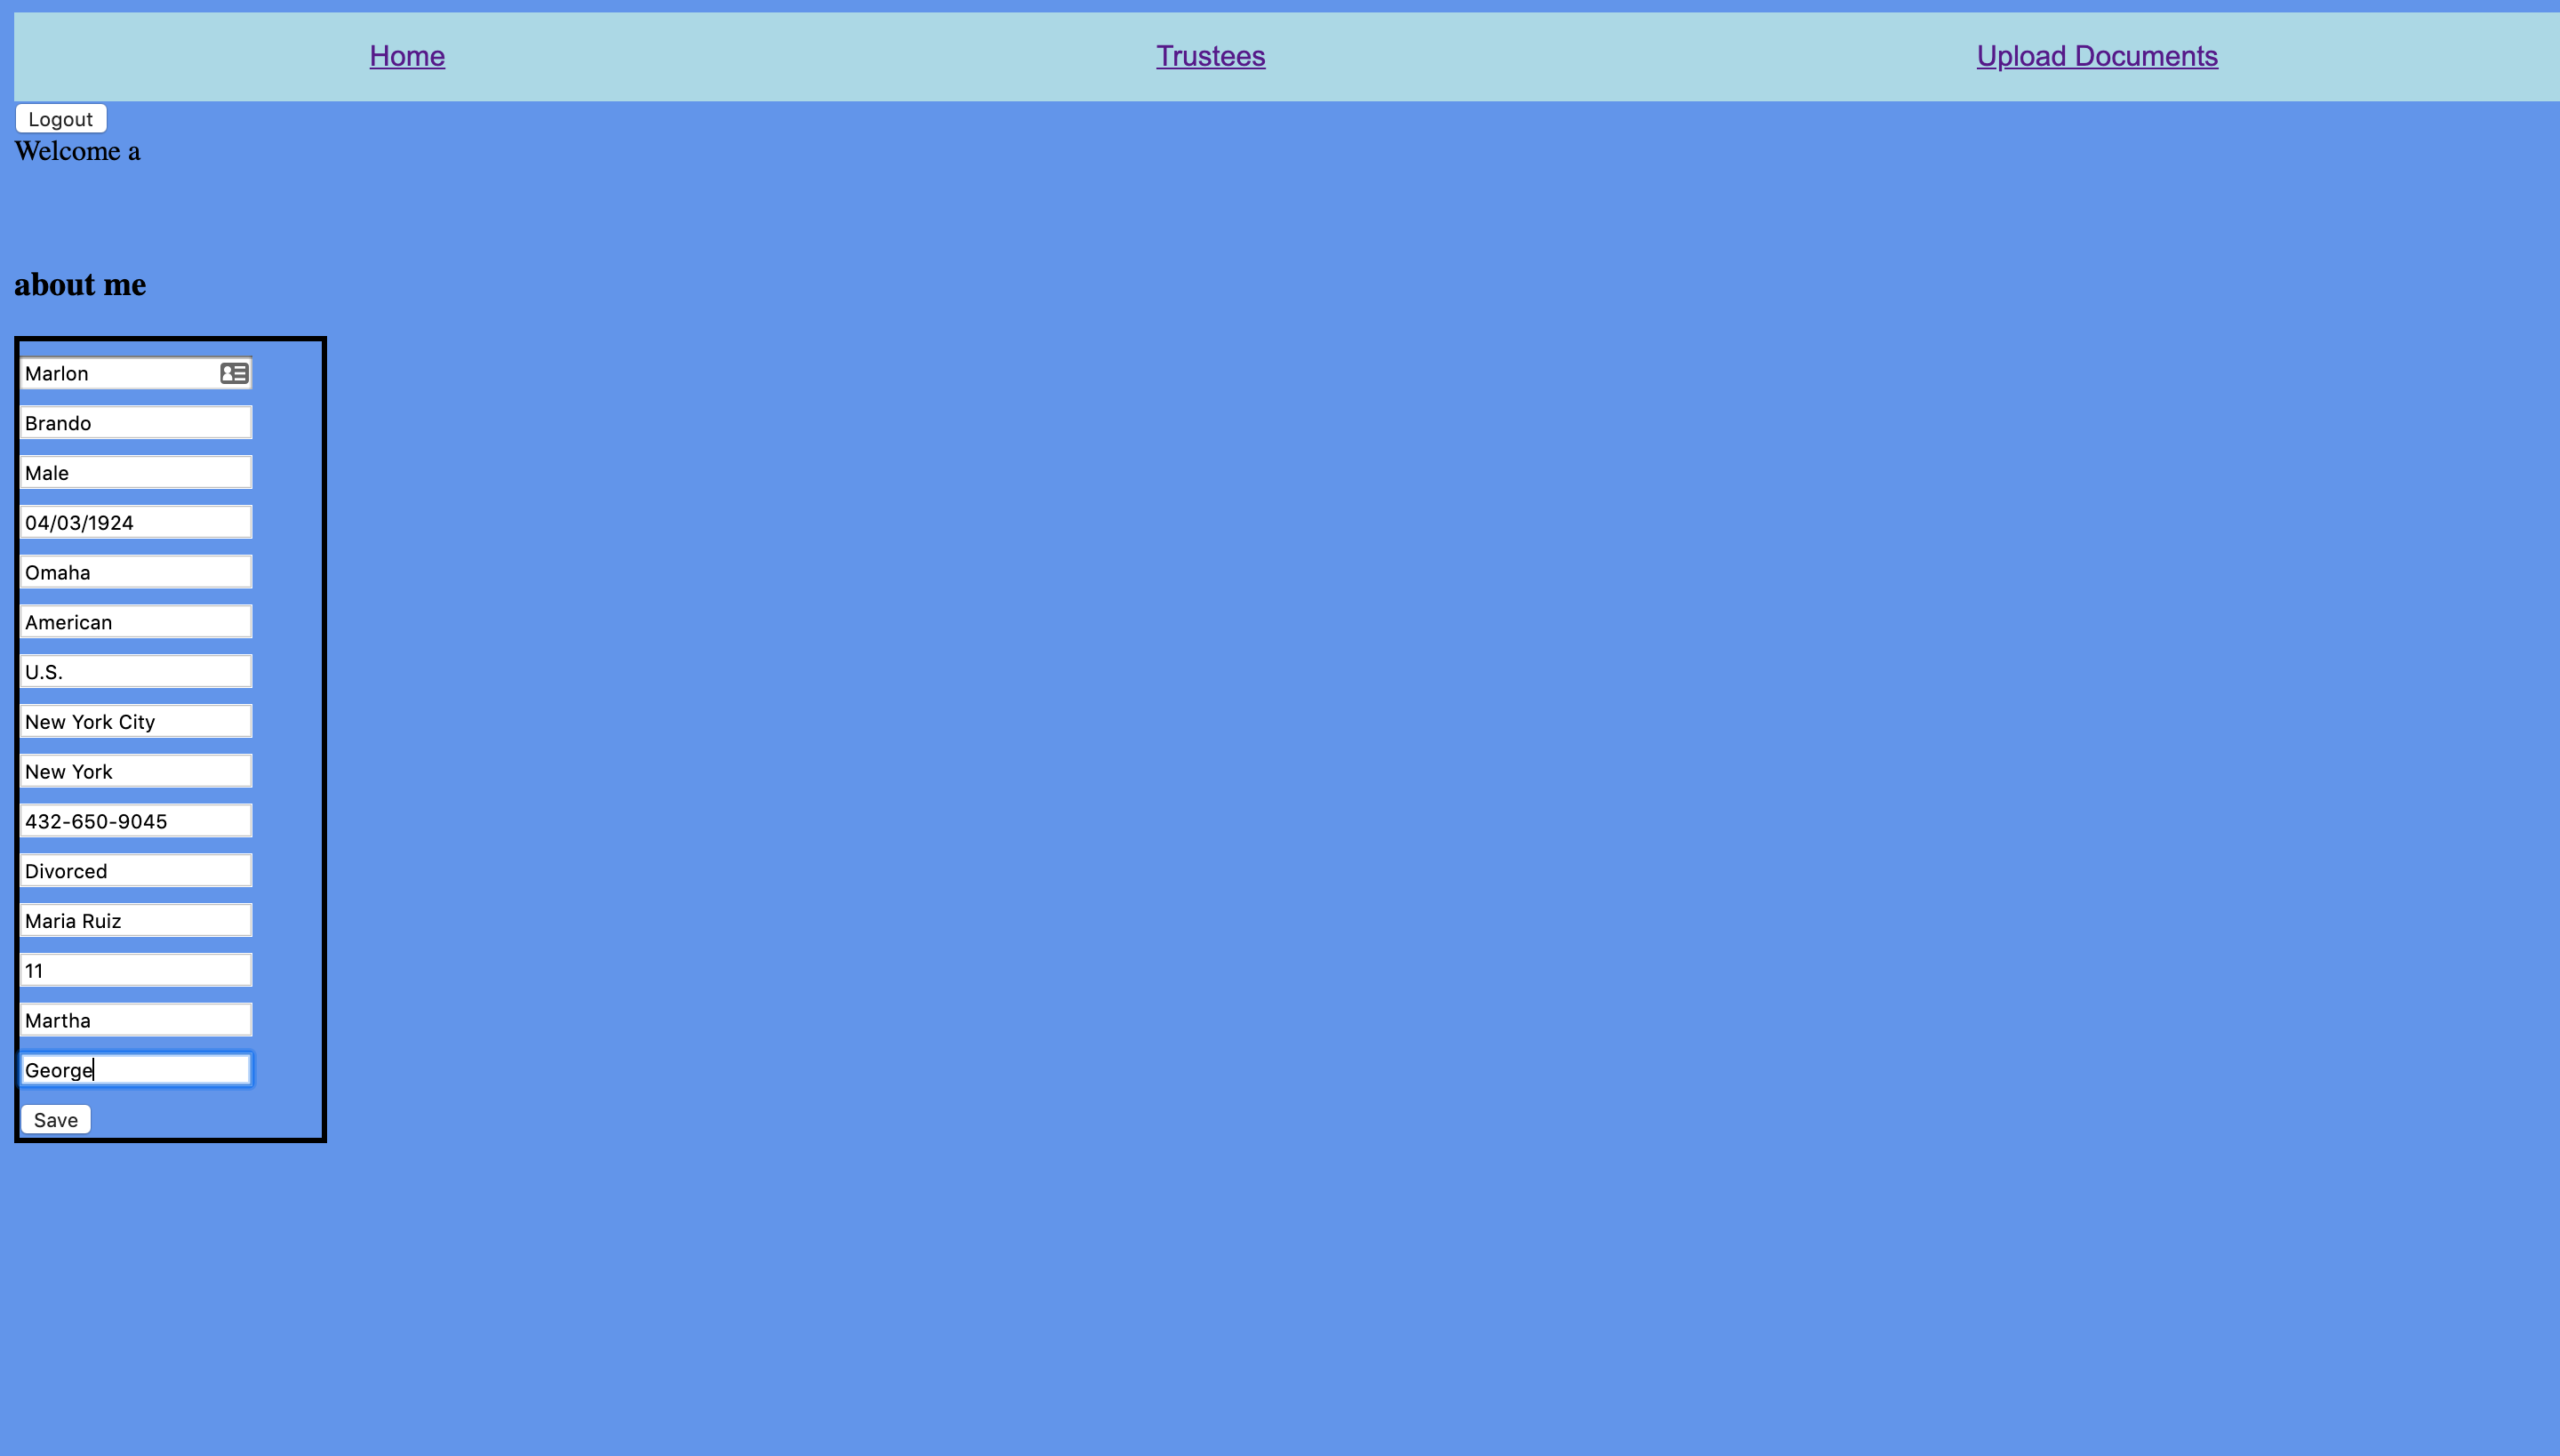 Home Trustees Upload Documents
Logout
Welcome a
about me
Marlon
Brando
Male
04/03/1924
Omaha
American
U.S.
New York City
New York
432-650-9045
Divorced
Maria Ruiz
11
Martha
George
Save